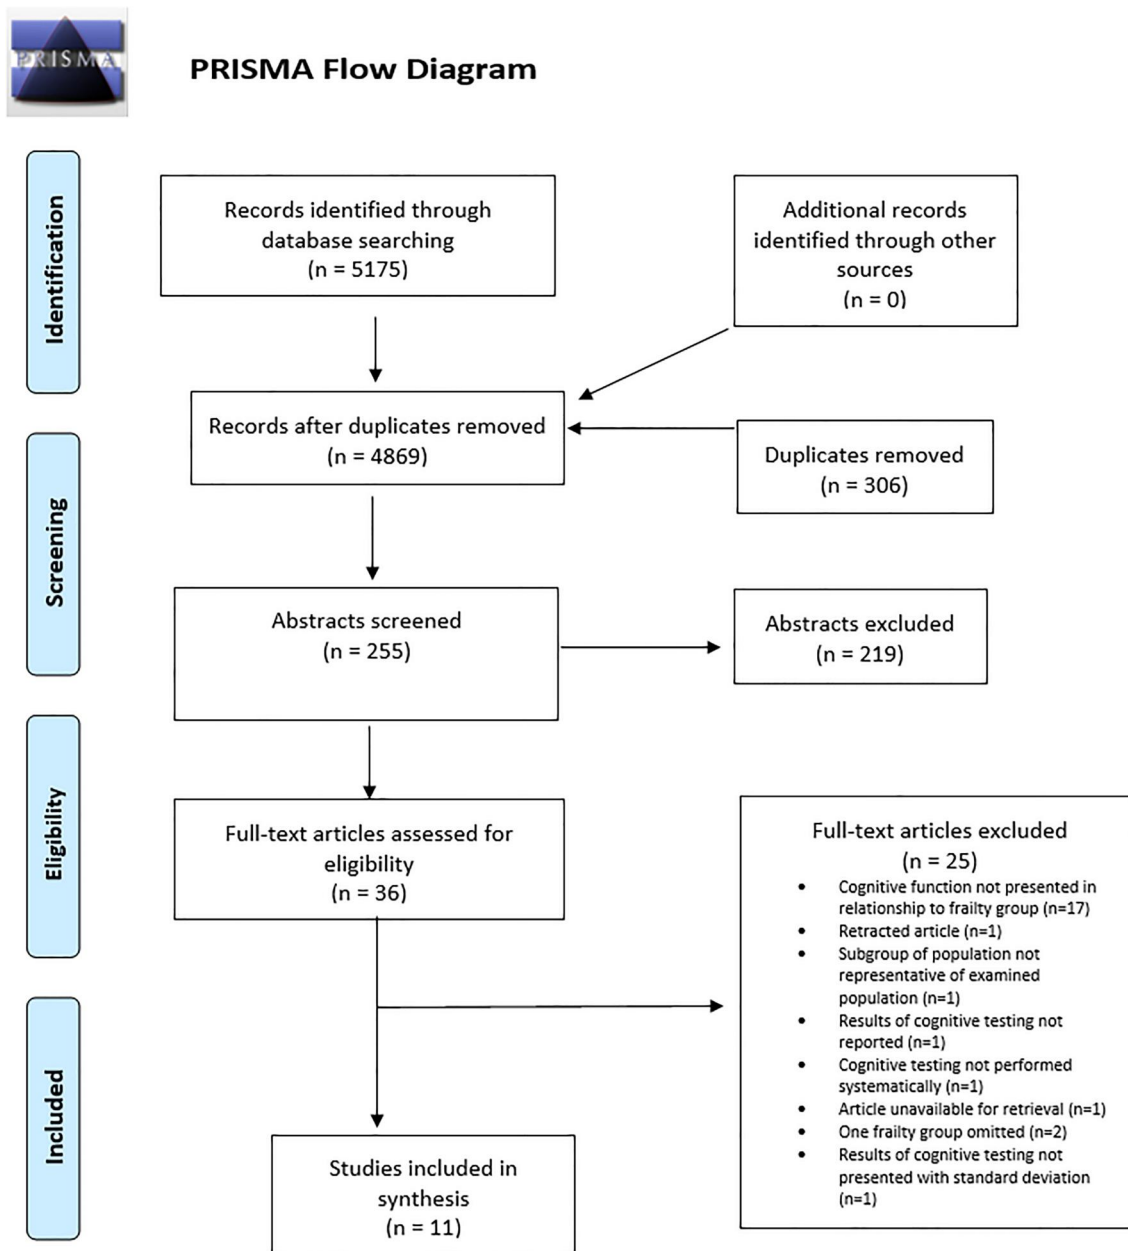 PRISMA
PRISMA Flow Diagram
Identification
Records identified through
database searching
(n = 5175)
Additional records
identified through other
sources
(n = 0)
Records after duplicates removed
(n = 4869)
Duplicates removed
(n = 306)
Screening
Abstracts screened
(n = 255)
Abstracts excluded
(n = 219)
Eligibility
Full-text articles assessed for
eligibility
(n = 36)
Full-text articles excluded
(n = 25)
• Cognitive function not presented in
relationship to frailty group (n=17)
• Retracted article (n=1)
• Subgroup of population not
representative of examined
population (n=1)
• Results of cognitive testing not
reported (n=1)
• Cognitive testing not performed
systematically (n=1)
• Article unavailable for retrieval (n=1)
• One frailty group omitted (n=2)
• Results of cognitive testing not
presented with standard deviation
(n=1)
Included
Studies included in
synthesis
(n = 11)